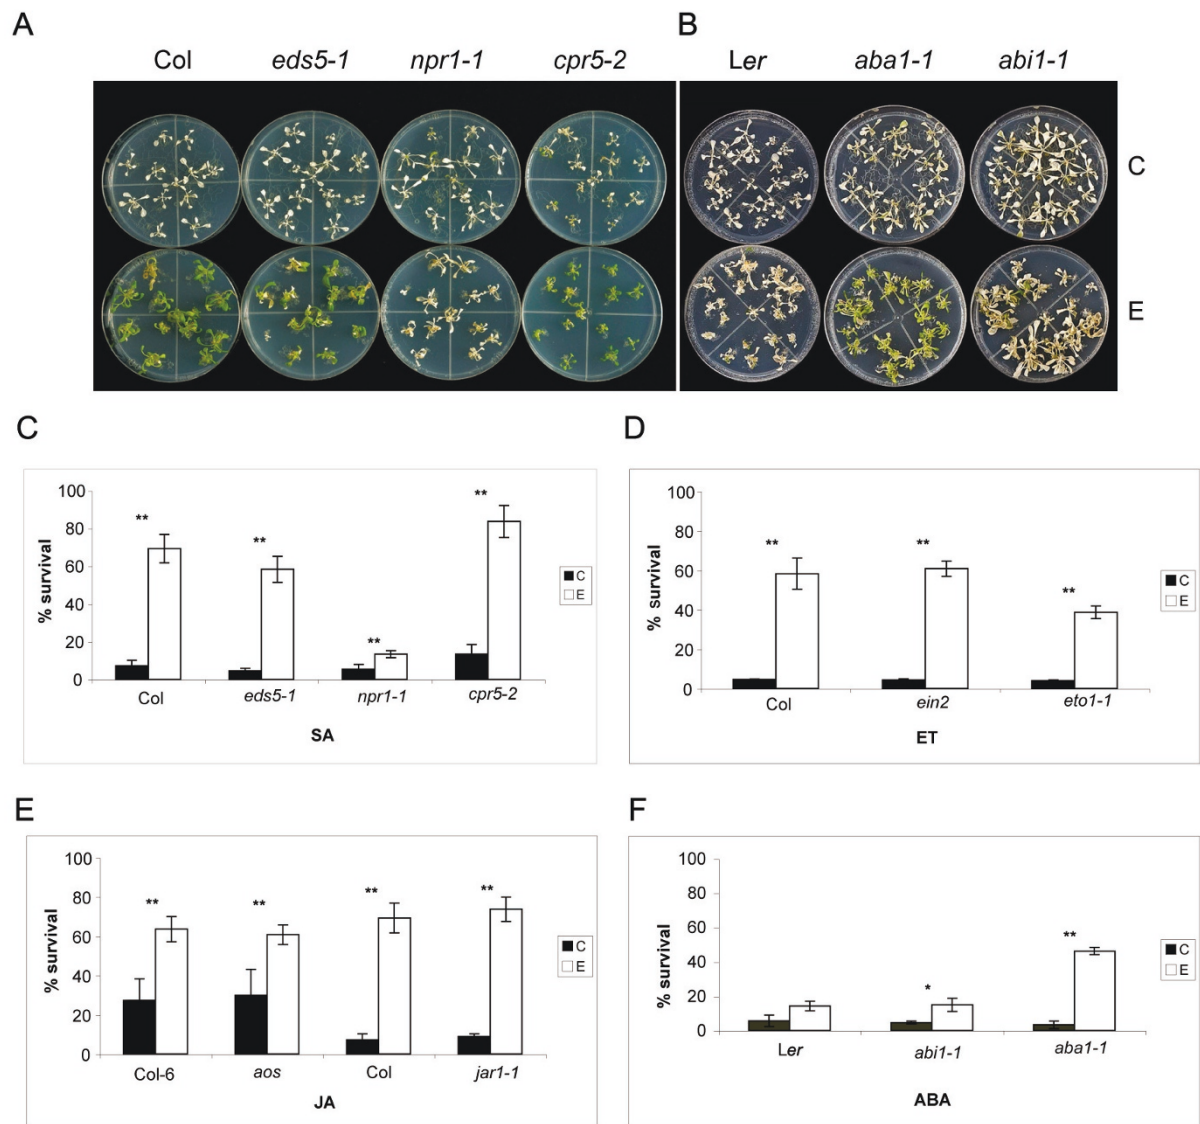 A
B
Col eds5-1 npr1-1 cpr5-2
Ler aba1-1 abi1-1
C
E
C
D
100
80
60
40
20
0
% survival
**
**
**
**
C
E
Col eds5-1 npr1-1 cpr5-2
SA
100
80
60
40
20
0
% survival
**
**
**
C
E
Col ein2 eto1-1
ET
E
F
100
80
60
40
20
0
% survival
**
**
**
**
C
E
Col-6 aos Col jar1-1
JA
100
80
60
40
20
0
% survival
*
**
C
E
Ler abi1-1 aba1-1
ABA